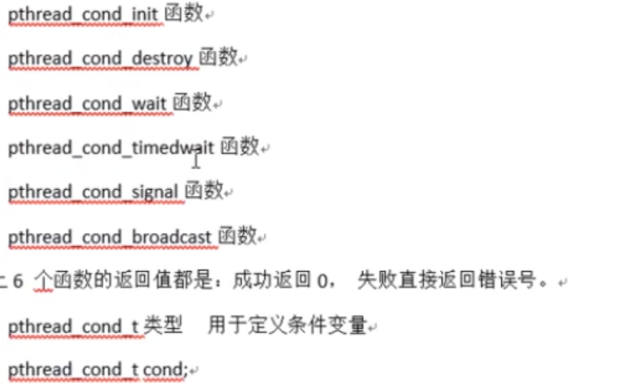 pthread_cond_init 函数
pthread_cond_destroy 函数
pthread_cond_wait 函数
pthread_cond_timedwait 函数
pthread_cond_signal 函数
pthread_cond_broadcast 函数
上 6 个函数的返回值都是：成功返回 0， 失败直接返回错误号。
pthread_cond_t 类型 用于定义条件变量
pthread_cond_t cond;